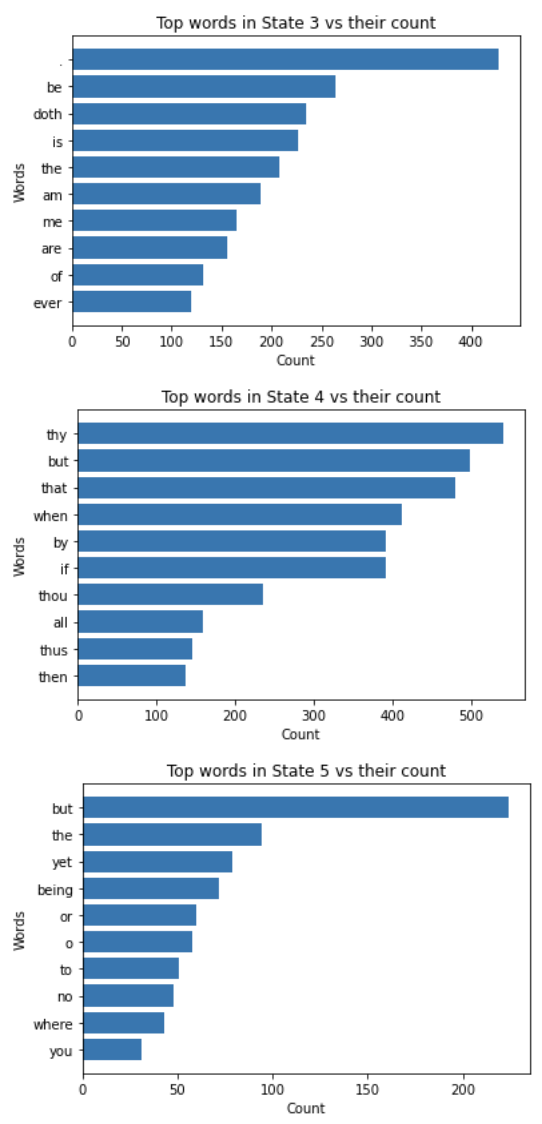 Top words in State 3 vs their count
Words
.
be
doth
is
the
am
me
are
of
ever
0 50 100 150 200 250 300 350 400
Count
Top words in State 4 vs their count
Words
thy
but
that
when
by
if
thou
all
thus
then
0 100 200 300 400 500
Count
Top words in State 5 vs their count
Words
but
the
yet
being
or
o
to
no
where
you
0 50 100 150 200
Count